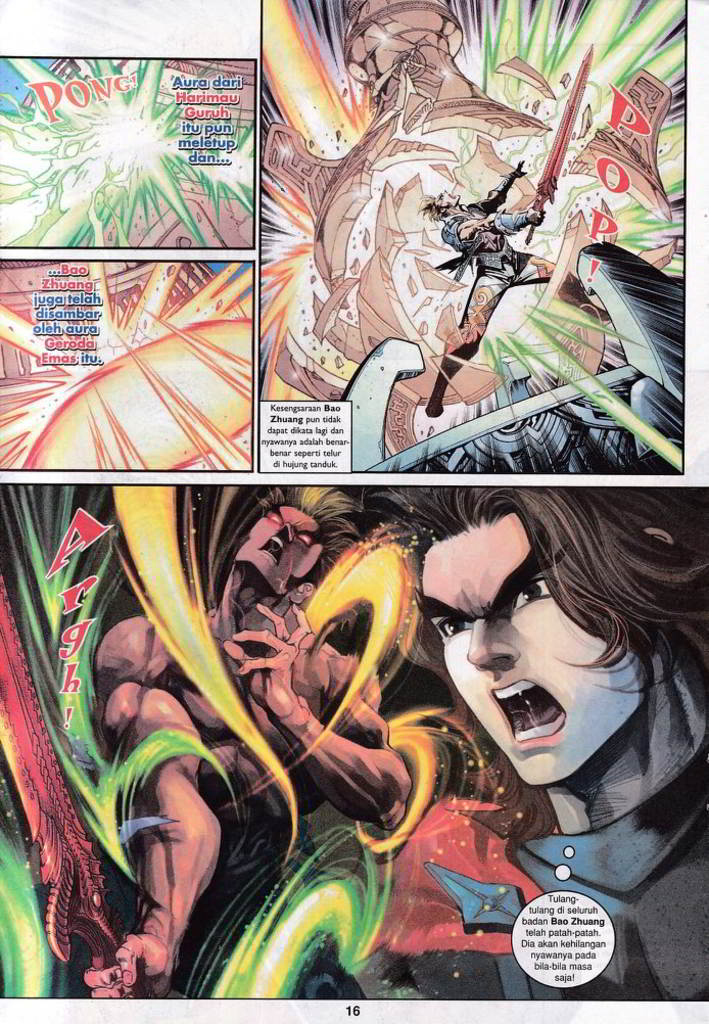 PONG!
Aura dari
Harimau
Guruh
itu pun
meletup
dan...
...Bao
Zhuang
juga telah
disambar
oleh aura
Geroda
Emas itu.
POP!
Kesengsaraan Bao
Zhuang pun tidak
dapat dikata lagi dan
nyawanya adalah benar-
benar seperti telur
di hujung tanduk.
Argh!
Tulang-
tulang di seluruh
badan Bao Zhuang
telah patah-patah.
Dia akan kehilangan
nyawanya pada
bila-bila masa
saja!
16